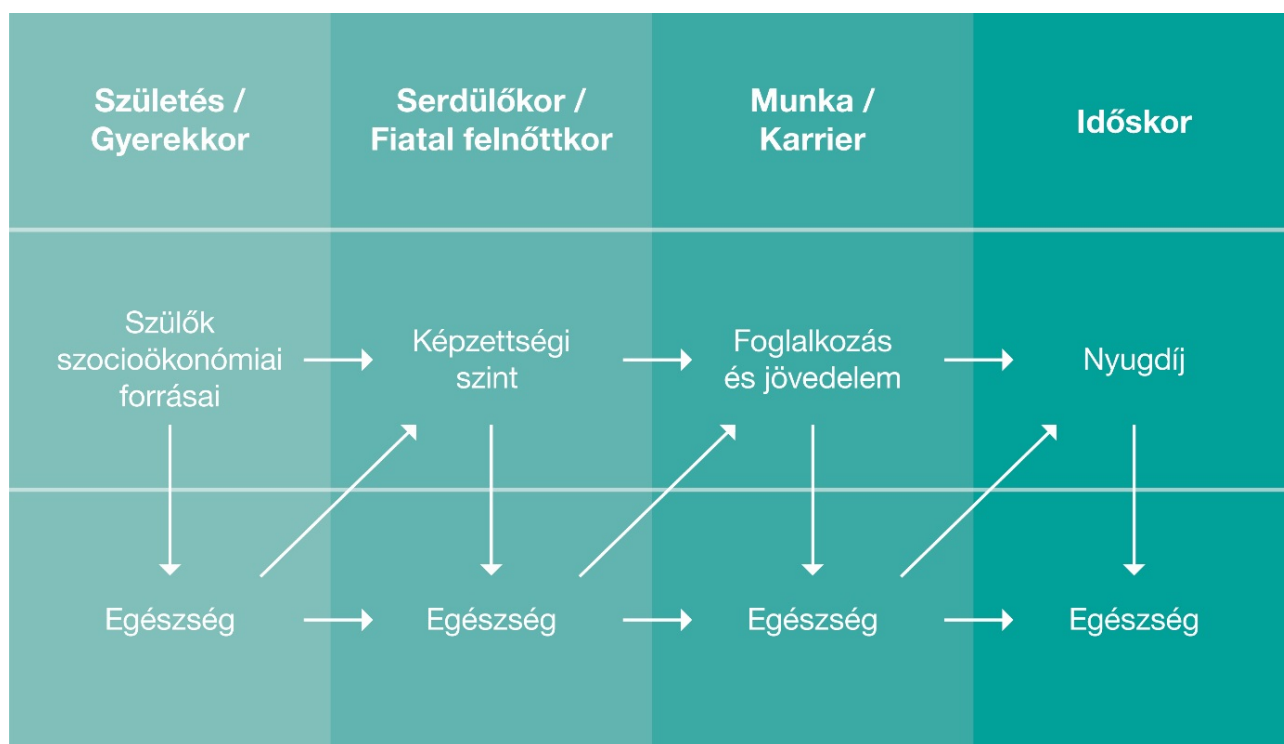 Születés /
Gyerekkor
Serdülőkor /
Fiatal felnőttkor
Munka /
Karrier
Időskor
Szülők
szocioökonómiai
forrásai
Képzettségi
szint
Foglalkozás
és jövedelem
Nyugdíj
Egészség
Egészség
Egészség
Egészség